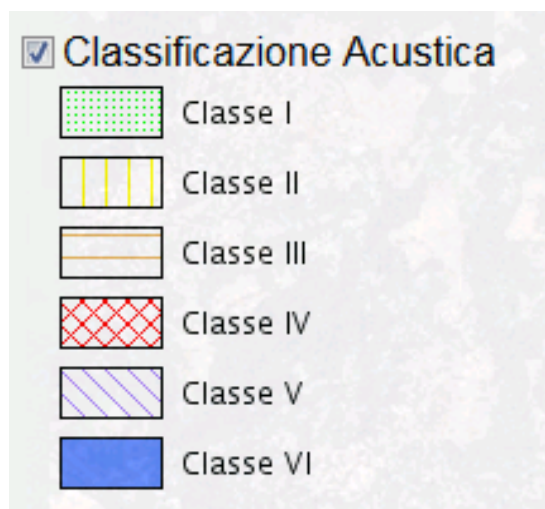 Classificazione Acustica
Classe I
Classe II
Classe III
Classe IV
Classe V
Classe VI